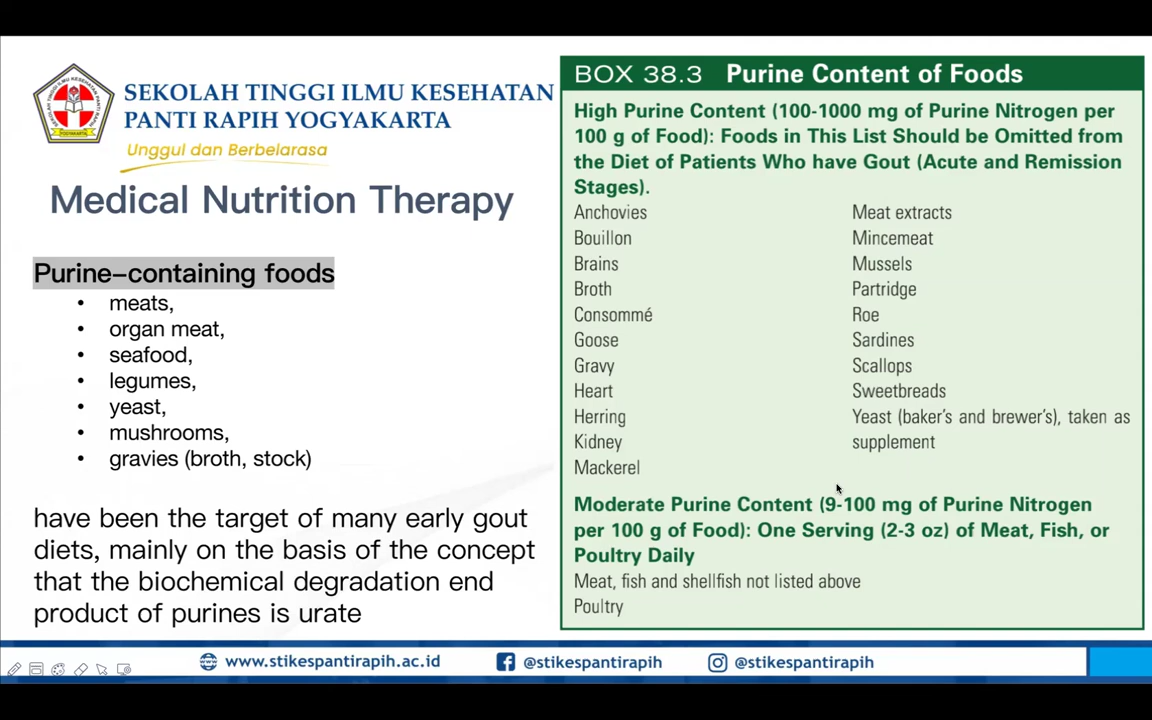 SEKOLAH TINGGI ILMU KESEHATAN
PANTI RAPIH YOGYAKARTA
Unggul dan Berbelarasa
Medical Nutrition Therapy
Purine-containing foods
• meats,
• organ meat,
• seafood,
• legumes,
• yeast,
• mushrooms,
• gravies (broth, stock)
have been the target of many early gout
diets, mainly on the basis of the concept
that the biochemical degradation end
product of purines is urate
BOX 38.3 Purine Content of Foods
High Purine Content (100-1000 mg of Purine Nitrogen per
100 g of Food): Foods in This List Should be Omitted from
the Diet of Patients Who have Gout (Acute and Remission
Stages).
Anchovies
Bouillon
Brains
Broth
Consommé
Goose
Gravy
Heart
Herring
Kidney
Mackerel
Meat extracts
Mincemeat
Mussels
Partridge
Roe
Sardines
Scallops
Sweetbreads
Yeast (baker's and brewer's), taken as
supplement
Moderate Purine Content (9-100 mg of Purine Nitrogen
per 100 g of Food): One Serving (2-3 oz) of Meat, Fish, or
Poultry Daily
Meat, fish and shellfish not listed above
Poultry
www.stikespantirapih.ac.id
@stikespantirapih
@stikespantirapih